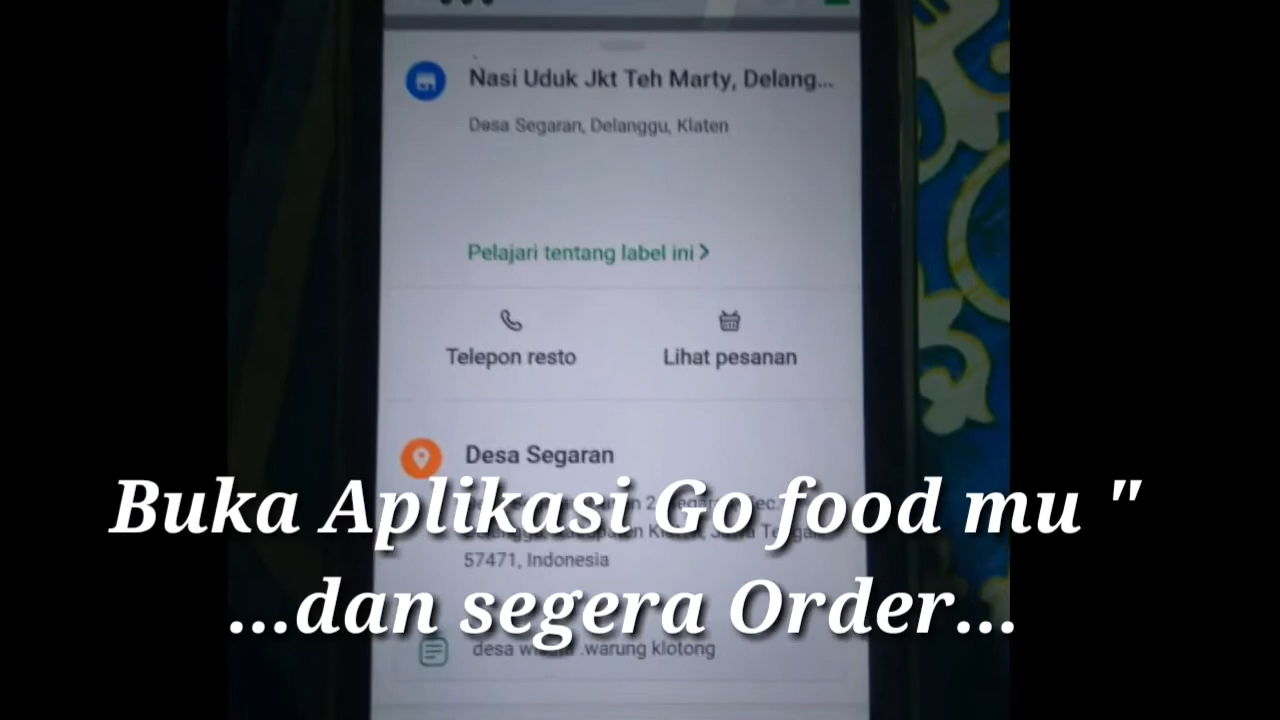 Nasi Uduk Jkt Teh Marty, Delang...
Desa Segaran, Delanggu, Klaten
Pelajari tentang label ini >
Telepon resto
Lihat pesanan
Desa Segaran
57471, Indonesia
Buka Aplikasi Go food mu "
...dan segera Order...
desa .warung klotong